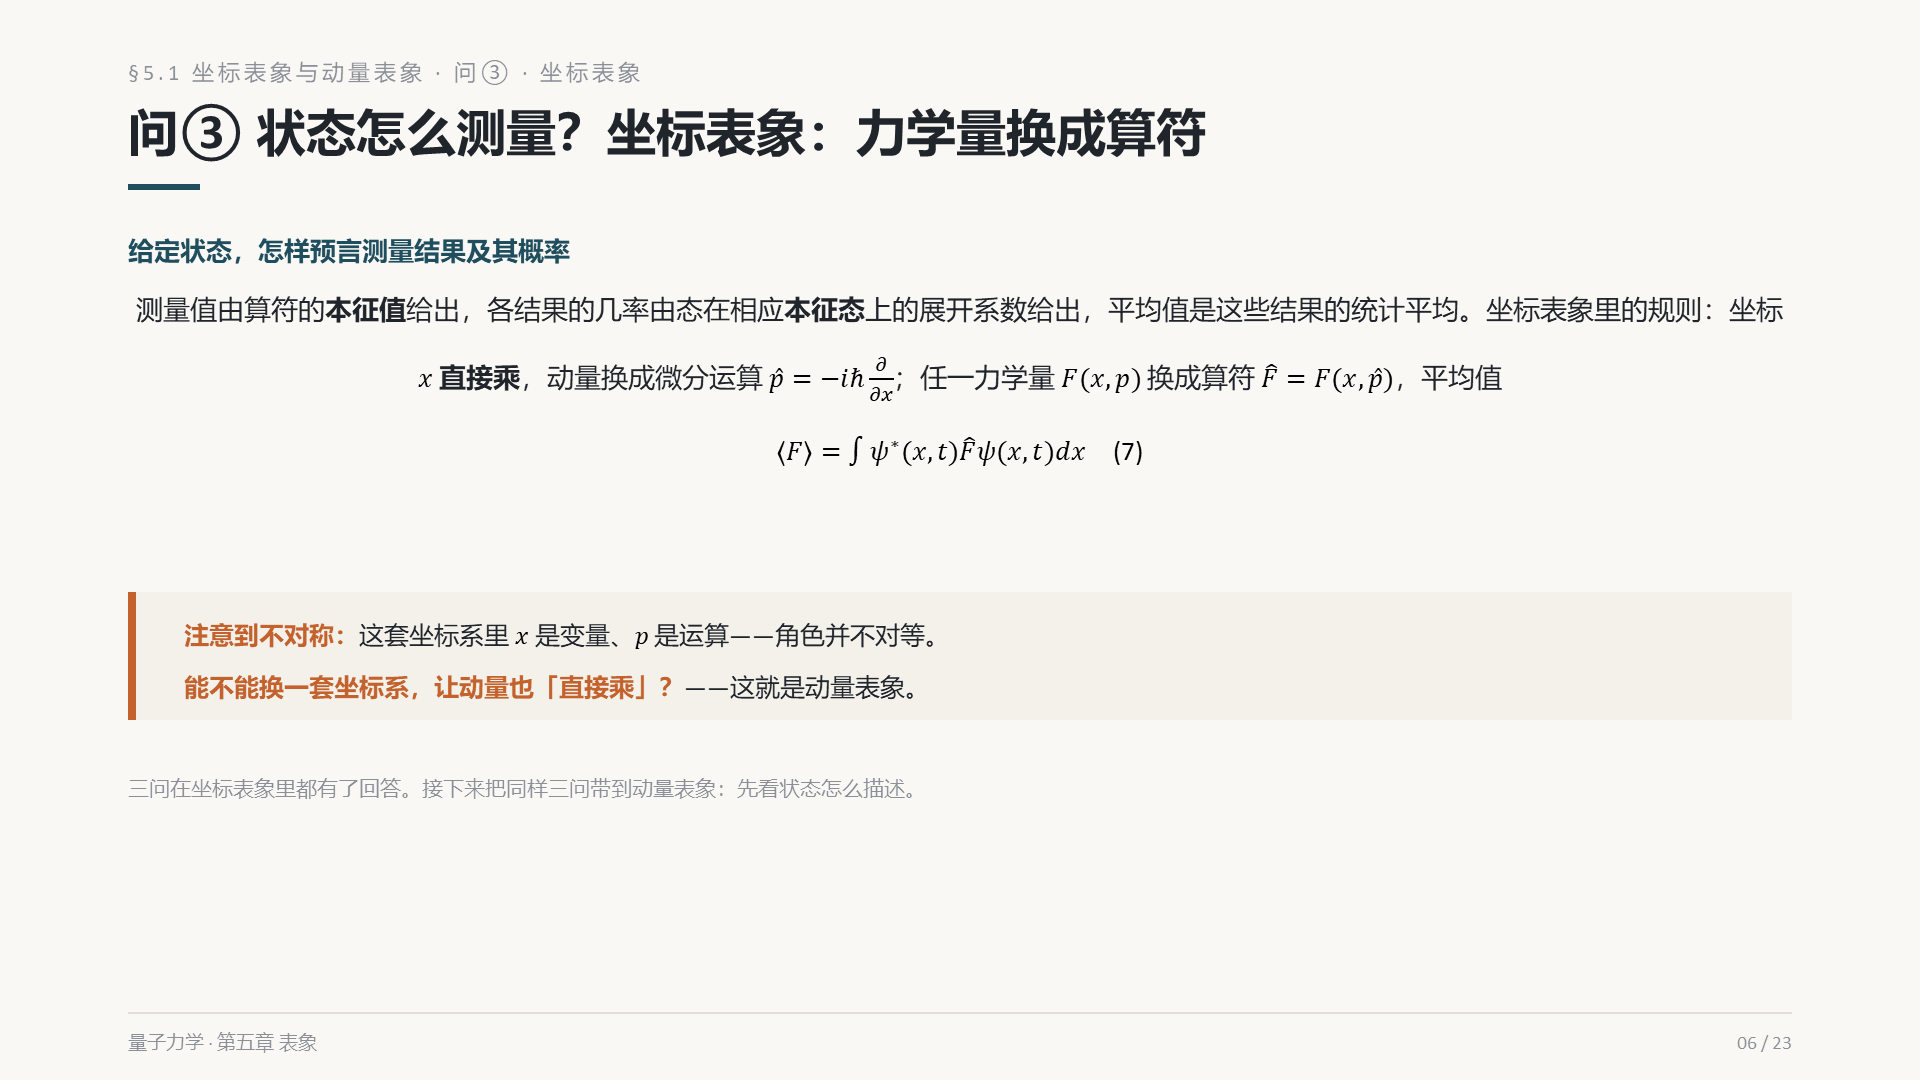 §5.1 坐标表象与动量表象 · 问③ · 坐标表象
问③ 状态怎么测量？坐标表象：力学量换成算符
给定状态，怎样预言测量结果及其概率
测量值由算符的本征值给出，各结果的几率由态在相应本征态上的展开系数给出，平均值是这些结果的统计平均。坐标表象里的规则：坐标
x 直接乘，动量换成微分运算 p̂ = −iħ ∂/∂x；任一力学量 F(x, p) 换成算符 F̂ = F(x, p̂)，平均值
⟨F⟩ = ∫ ψ*(x, t)F̂ψ(x, t)dx (7)
注意到不对称：这套坐标系里 x 是变量、p 是运算——角色并不对等。
能不能换一套坐标系，让动量也「直接乘」？——这就是动量表象。
三问在坐标表象里都有了回答。接下来把同样三问带到动量表象：先看状态怎么描述。
量子力学 · 第五章 表象
06 / 23